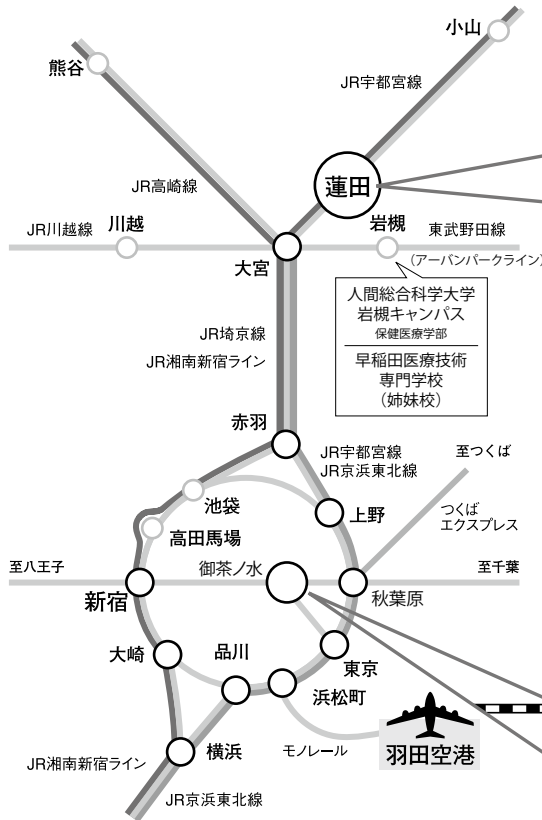 小山
熊谷
JR宇都宮線
JR高崎線
蓮田
JR川越線
川越
岩槻
東武野田線
(アーバンパークライン)
大宮
人間総合科学大学
岩槻キャンパス
保健医療学部
早稲田医療技術
専門学校
(姉妹校)
JR埼京線
JR湘南新宿ライン
赤羽
JR宇都宮線
JR京浜東北線
至つくば
池袋
上野
つくば
エクスプレス
高田馬場
至八王子
御茶ノ水
至千葉
新宿
秋葉原
大崎
品川
東京
浜松町
横浜
モノレール
羽田空港
JR湘南新宿ライン
JR京浜東北線